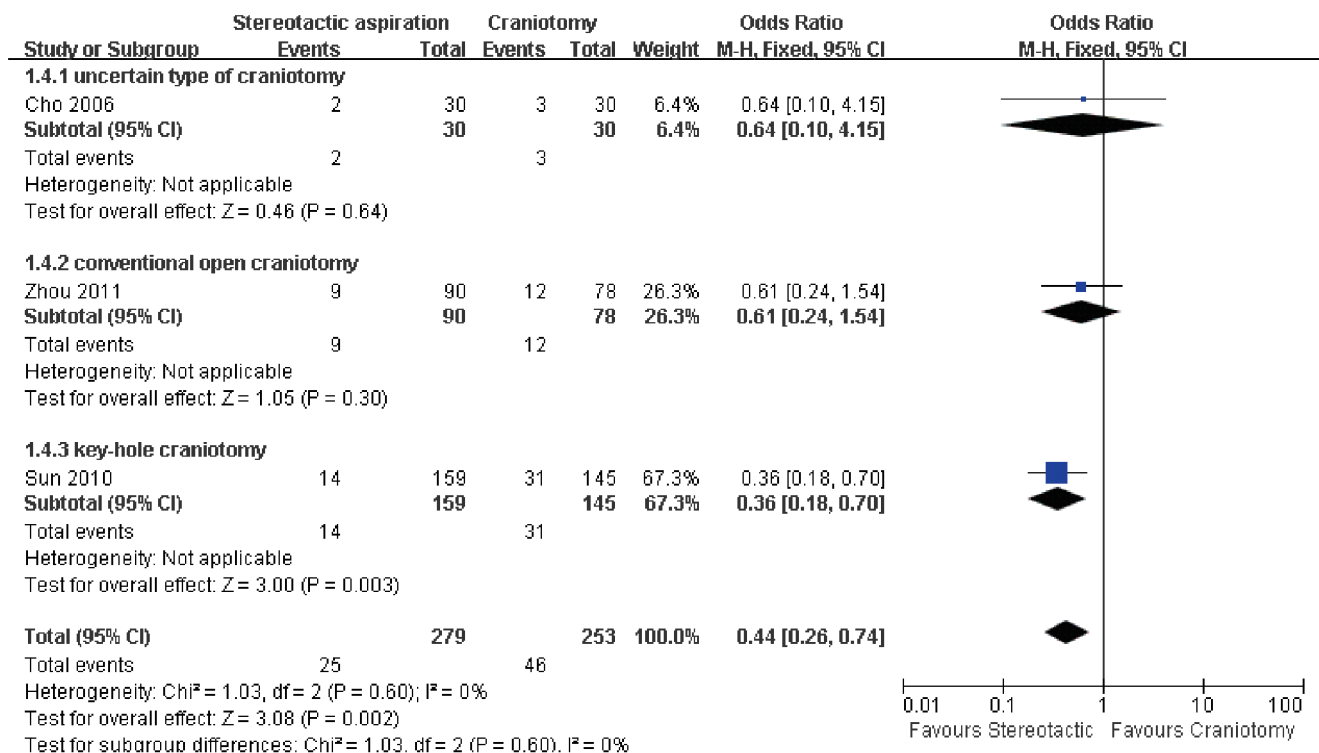 Stereotactic aspiration Craniotomy Odds Ratio Odds Ratio
Study or Subgroup Events Total Events Total Weight M-H, Fixed, 95% CI M-H, Fixed, 95% CI
1.4.1 uncertain type of craniotomy
Cho 2006 2 30 3 30 6.4% 0.64 [0.10, 4.15]
Subtotal (95% CI) 30 30 6.4% 0.64 [0.10, 4.15]
Total events 2 3
Heterogeneity: Not applicable
Test for overall effect: Z = 0.46 (P = 0.64)
1.4.2 conventional open craniotomy
Zhou 2011 9 90 12 78 26.3% 0.61 [0.24, 1.54]
Subtotal (95% CI) 90 78 26.3% 0.61 [0.24, 1.54]
Total events 9 12
Heterogeneity: Not applicable
Test for overall effect: Z = 1.05 (P = 0.30)
1.4.3 key-hole craniotomy
Sun 2010 14 159 31 145 67.3% 0.36 [0.18, 0.70]
Subtotal (95% CI) 159 145 67.3% 0.36 [0.18, 0.70]
Total events 14 31
Heterogeneity: Not applicable
Test for overall effect: Z = 3.00 (P = 0.003)
Total (95% CI) 279 253 100.0% 0.44 [0.26, 0.74]
Total events 25 46
Heterogeneity: Chi² = 1.03, df = 2 (P = 0.60); I² = 0%
Test for overall effect: Z = 3.08 (P = 0.002)
Test for subgroup differences: Chi² = 1.03, df = 2 (P = 0.60), I² = 0%
0.01 0.1 1 10 100
Favours Stereotactic Favours Craniotomy